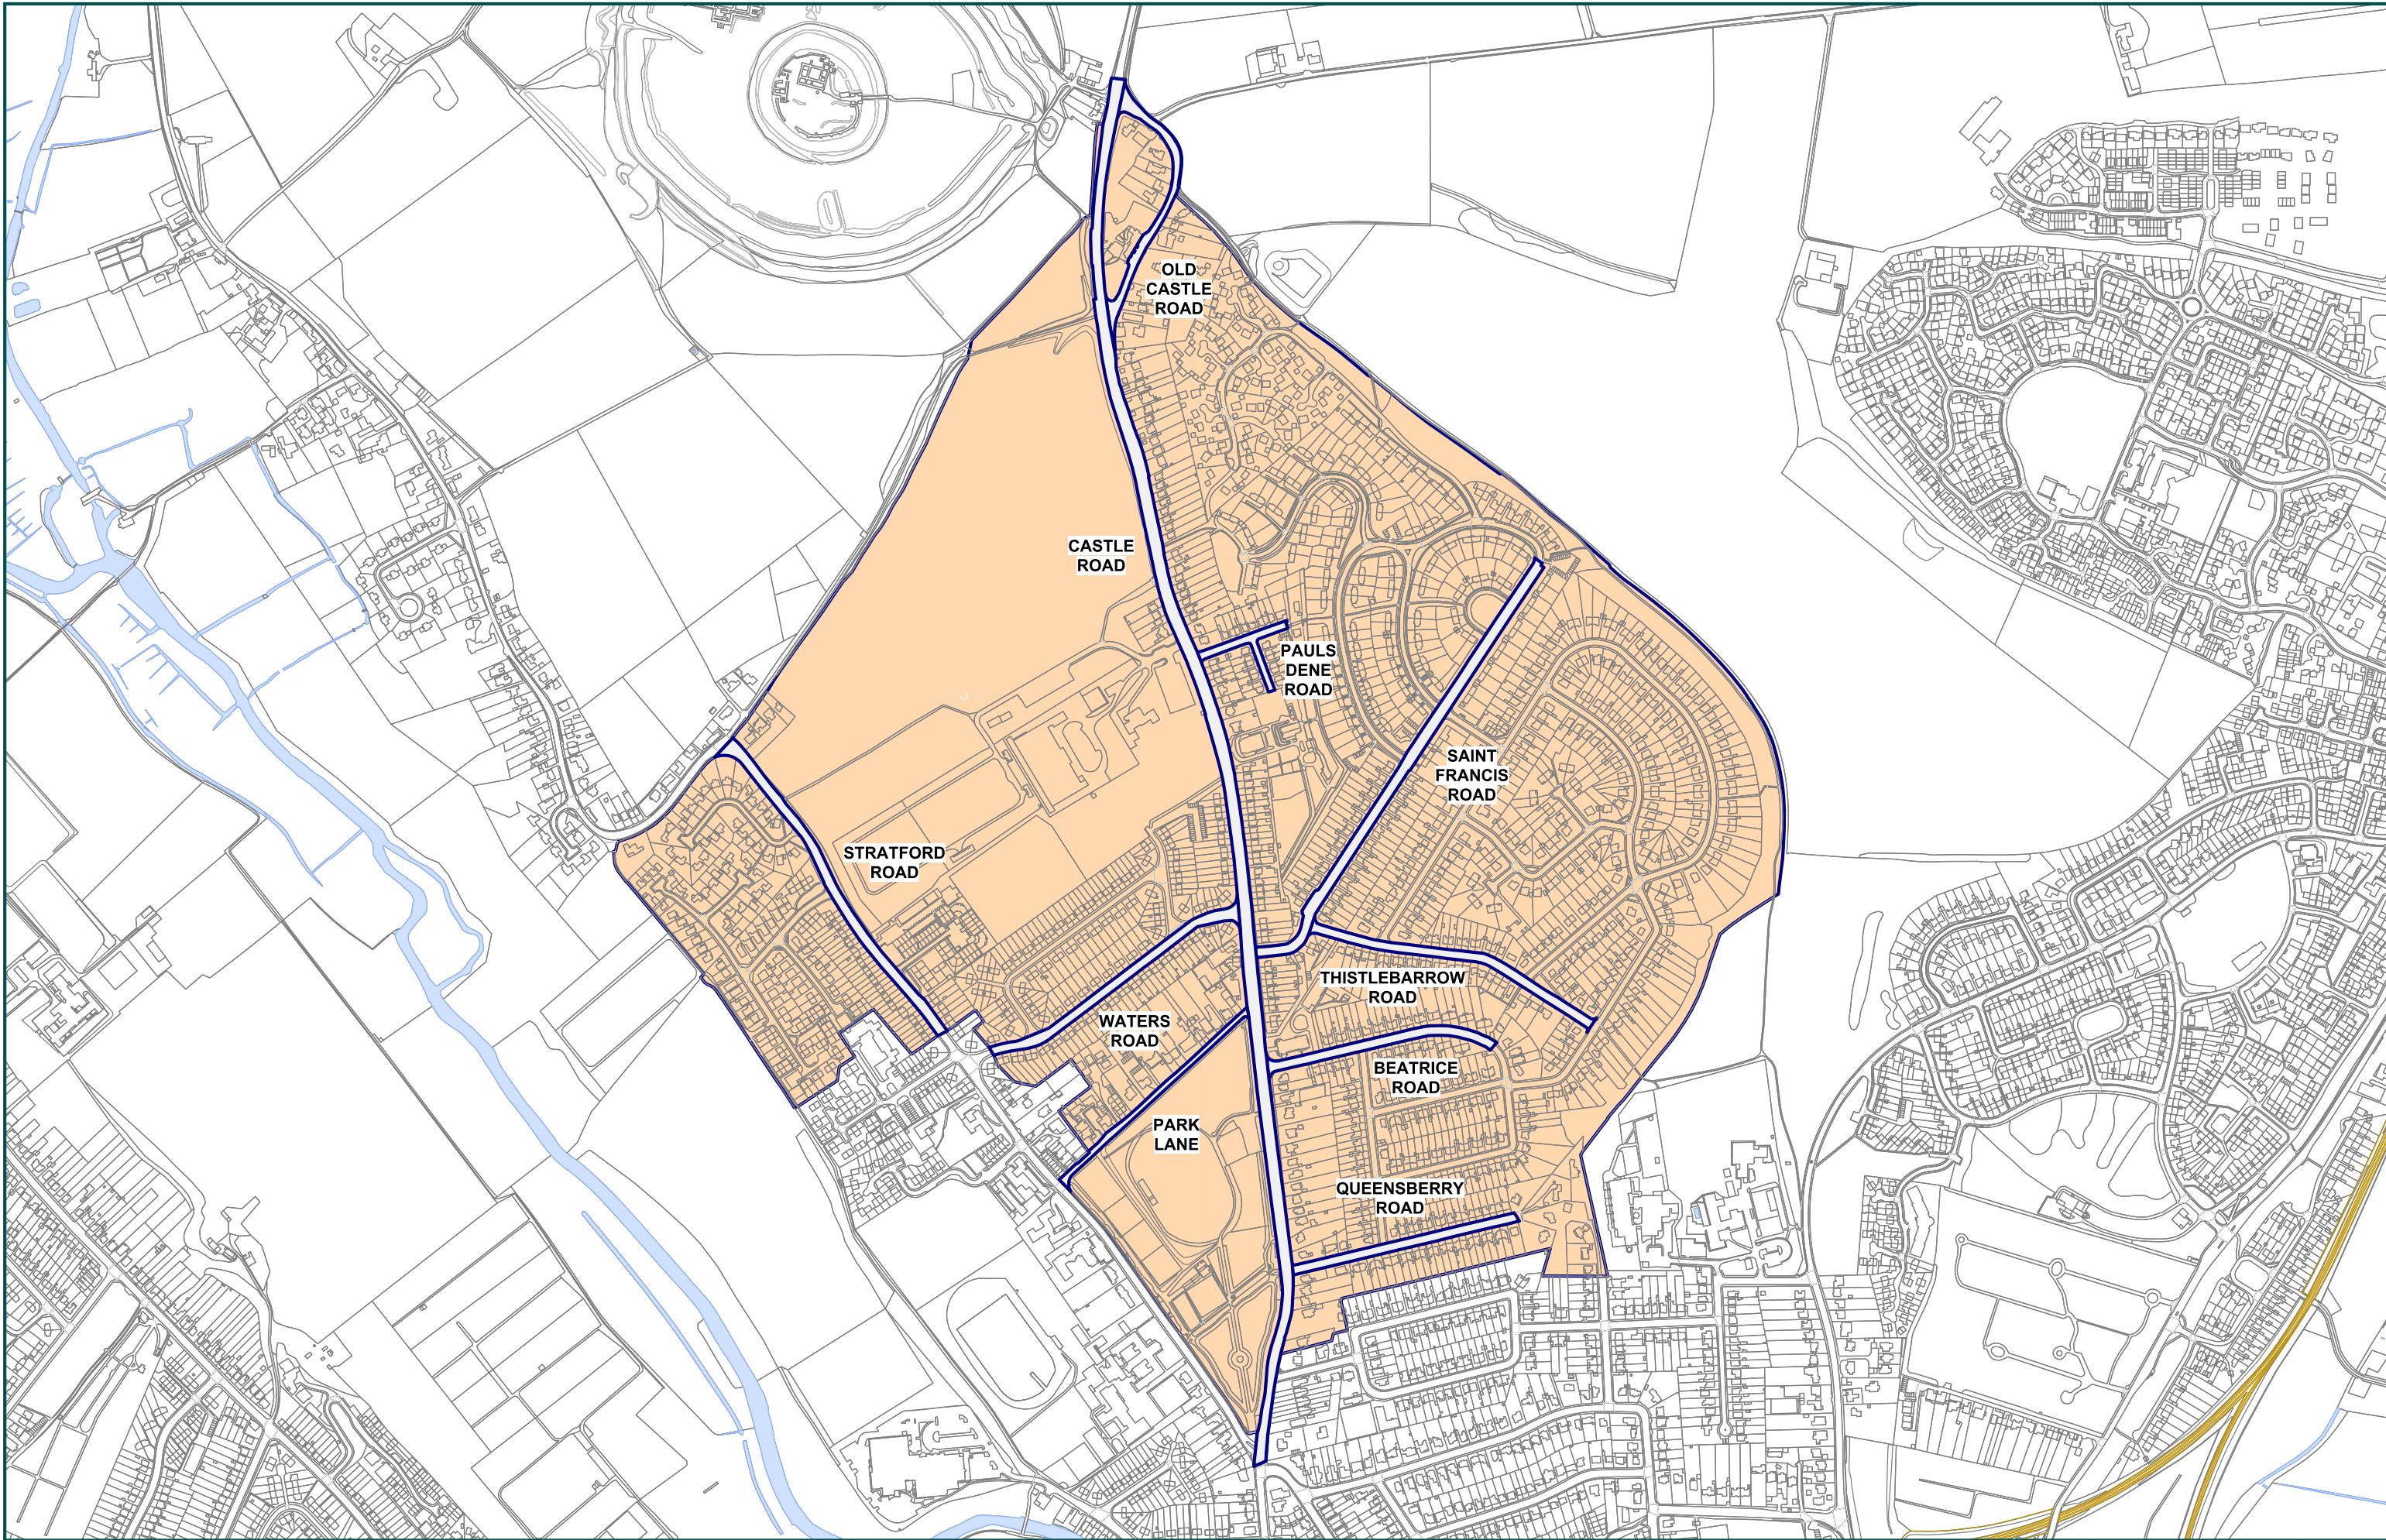 OLD
CASTLE
ROAD
CASTLE
ROAD
PAULS
DENE
ROAD
SAINT
FRANCIS
ROAD
STRATFORD
ROAD
THISTLEBARROW
ROAD
WATERS
ROAD
BEATRICE
ROAD
PARK
LANE
QUEENSBERRY
ROAD